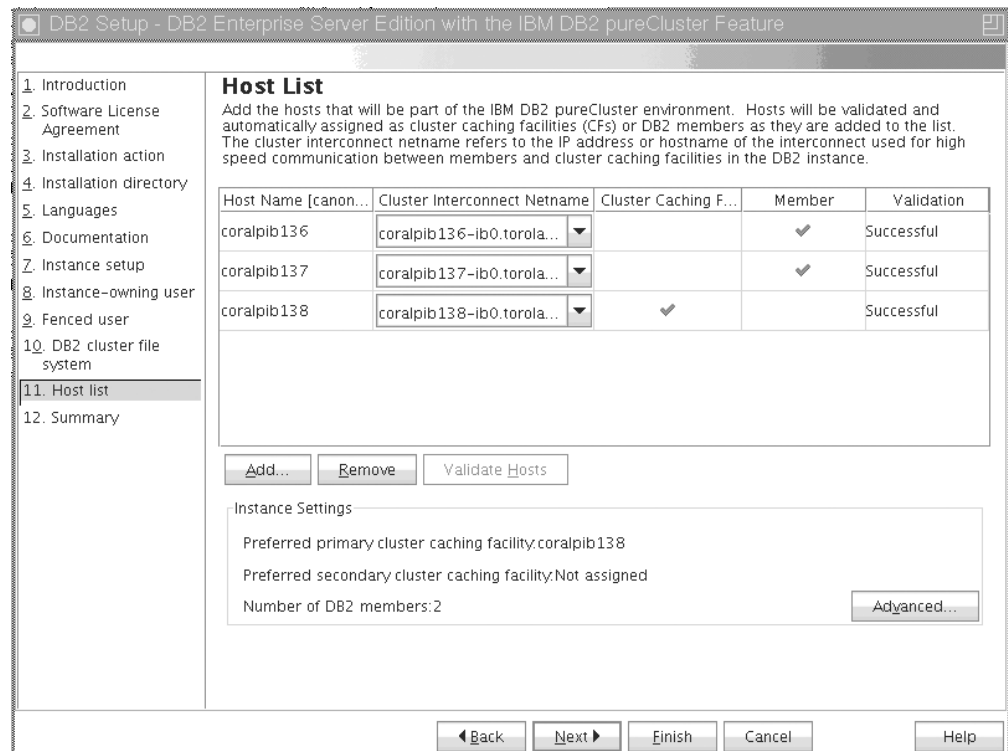 DB2 Setup - DB2 Enterprise Server Edition with the IBM DB2 pureCluster Feature
1. Introduction
2. Software License
Agreement
3. Installation action
4. Installation directory
5. Languages
6. Documentation
7. Instance setup
8. Instance-owning user
9. Fenced user
10. DB2 cluster file
system
11. Host list
12. Summary
Host List
Add the hosts that will be part of the IBM DB2 pureCluster environment. Hosts will be validated and
automatically assigned as cluster caching facilities (CFs) or DB2 members as they are added to the list.
The cluster interconnect netname refers to the IP address or hostname of the interconnect used for high
speed communication between members and cluster caching facilities in the DB2 instance.
Host Name [canon... Cluster Interconnect Netname Cluster Caching F... Member Validation
coralpib136 coralpib136-ib0.torola... Successful
coralpib137 coralpib137-ib0.torola... Successful
coralpib138 coralpib138-ib0.torola... Successful
Add... Remove Validate Hosts
Instance Settings
Preferred primary cluster caching facility:coralpib138
Preferred secondary cluster caching facility:Not assigned
Number of DB2 members:2
Advanced...
Back Next Finish Cancel Help